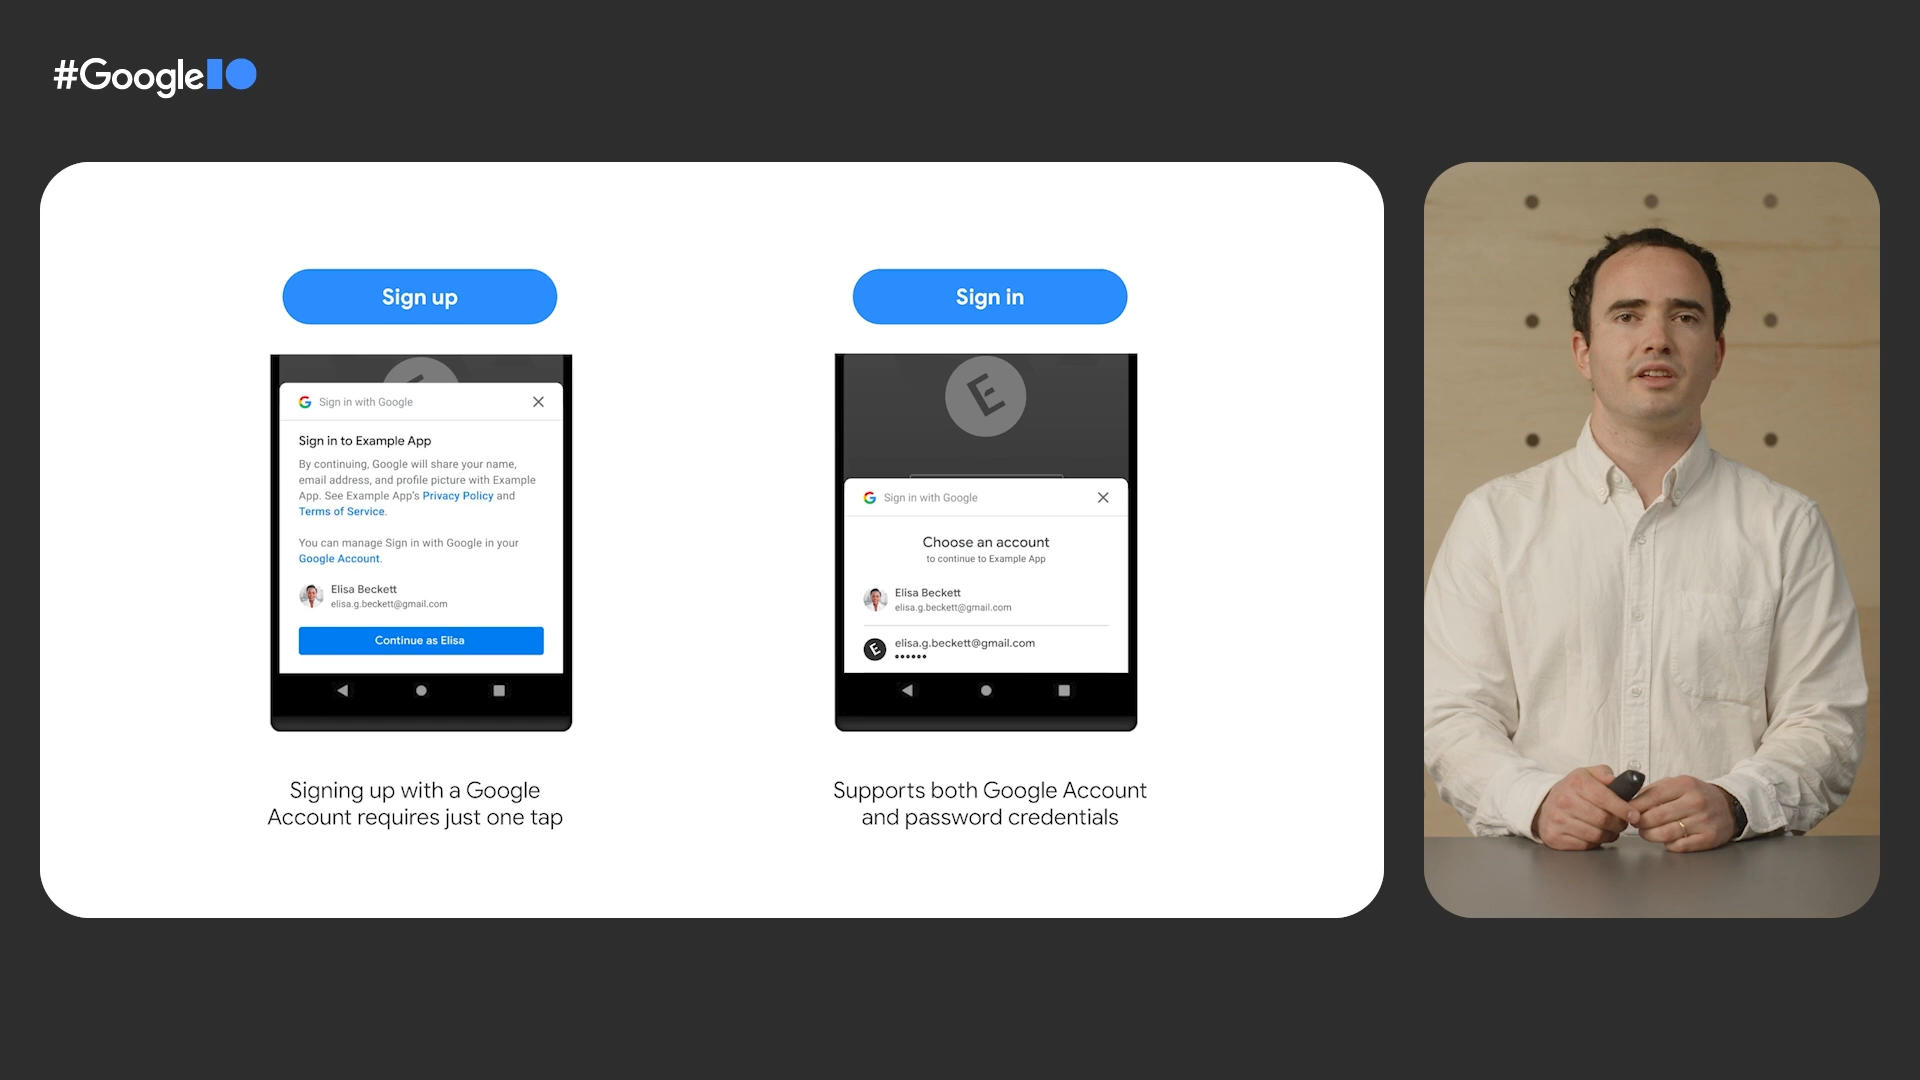 #GoogleIO
Sign up
Sign in with Google
Sign in to Example App
By continuing, Google will share your name,
email address, and profile picture with Example
App. See Example App's Privacy Policy and
Terms of Service.
You can manage Sign in with Google in your
Google Account.
Elisa Beckett
elisa.g.beckett@gmail.com
Continue as Elisa
Signing up with a Google
Account requires just one tap
Sign in
E
Sign in with Google
Choose an account
to continue to Example App
Elisa Beckett
elisa.g.beckett@gmail.com
E
elisa.g.beckett@gmail.com
••••••
Supports both Google Account
and password credentials